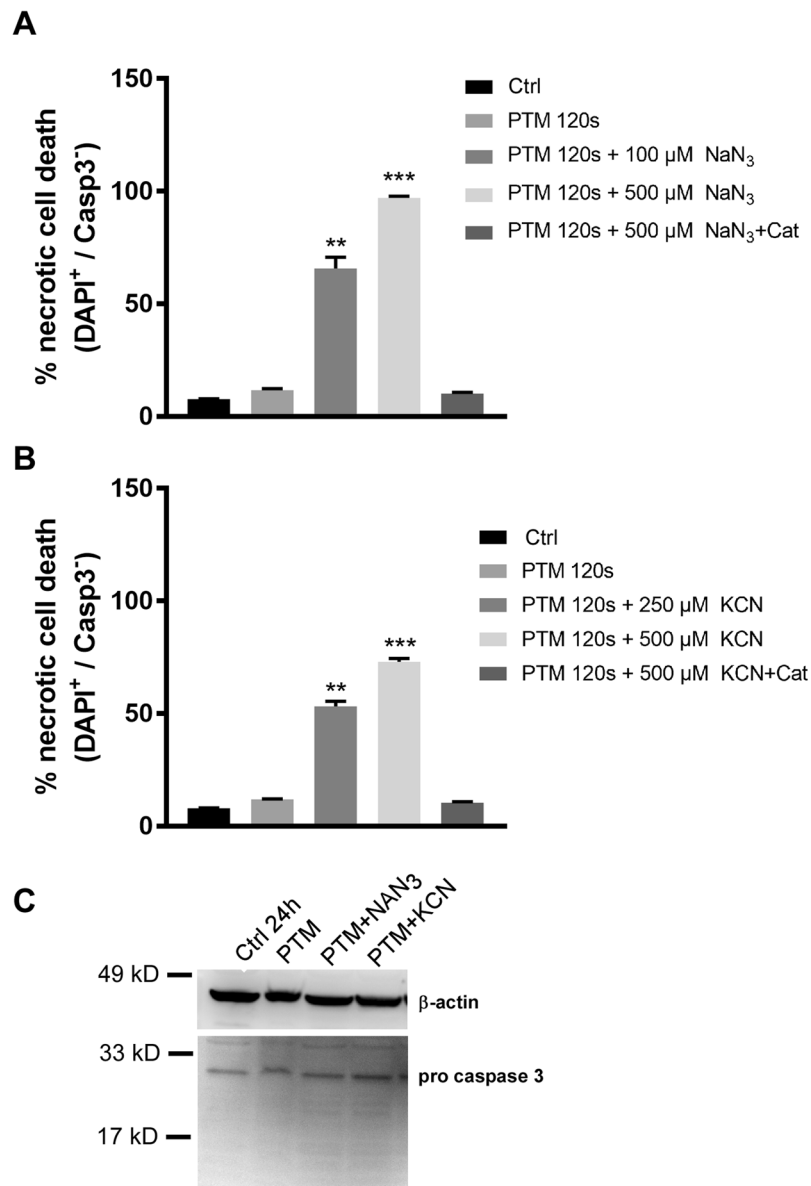 A
% necrotic cell death
(DAPI⁺ / Casp3⁻)
150
100
50
0
**
***
Ctrl
PTM 120s
PTM 120s + 100 µM NaN₃
PTM 120s + 500 µM NaN₃
PTM 120s + 500 µM NaN₃+Cat
B
% necrotic cell death
(DAPI⁺ / Casp3⁻)
150
100
50
0
**
***
Ctrl
PTM 120s
PTM 120s + 250 µM KCN
PTM 120s + 500 µM KCN
PTM 120s + 500 µM KCN+Cat
C
Ctrl 24h
PTM
PTM+NAN3
PTM+KCN
49 kD
β-actin
33 kD
pro caspase 3
17 kD